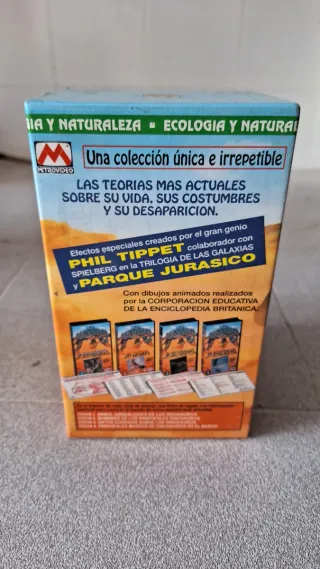 GIA Y NATURALEZA ▪ ECOLOGIA Y NATURAL
METROVIDEO
Una colección única e irrepetible
LAS TEORIAS MAS ACTUALES
SOBRE SU VIDA, SUS COSTUMBRES
Y SU DESAPARICION.
Efectos especiales creados por el gran genio
PHIL TIPPET colaborador con
SPIELBERG en la TRILOGIA DE LAS GALAXIAS
y PARQUE JURASICO
Con dibujos animados realizados
por la CORPORACION EDUCATIVA
DE LA ENCICLOPEDIA BRITANICA.